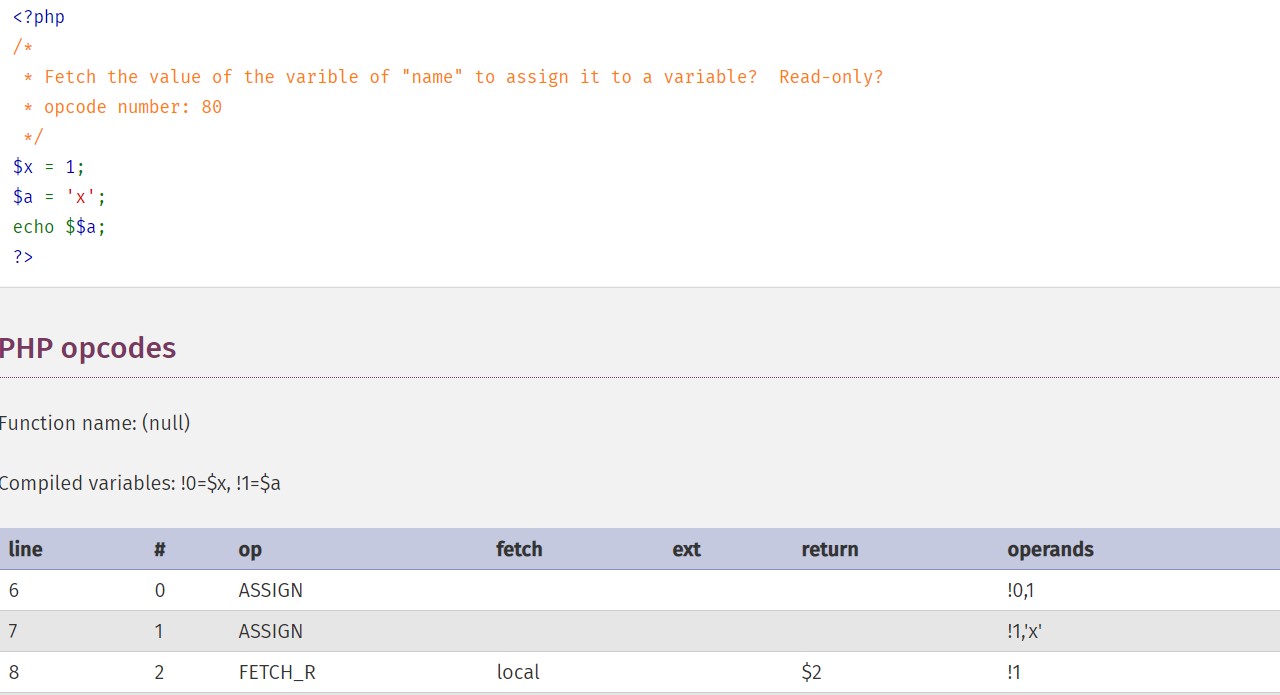 <?php
/*
* Fetch the value of the varible of "name" to assign it to a variable?  Read-only?
* opcode number: 80
*/
$x = 1;
$a = 'x';
echo $$a;
?>
PHP opcodes
Function name: (null)
Compiled variables: !0=$x, !1=$a
line # op fetch ext return operands
6 0 ASSIGN !0,1
7 1 ASSIGN !1,'x'
8 2 FETCH_R local $2 !1